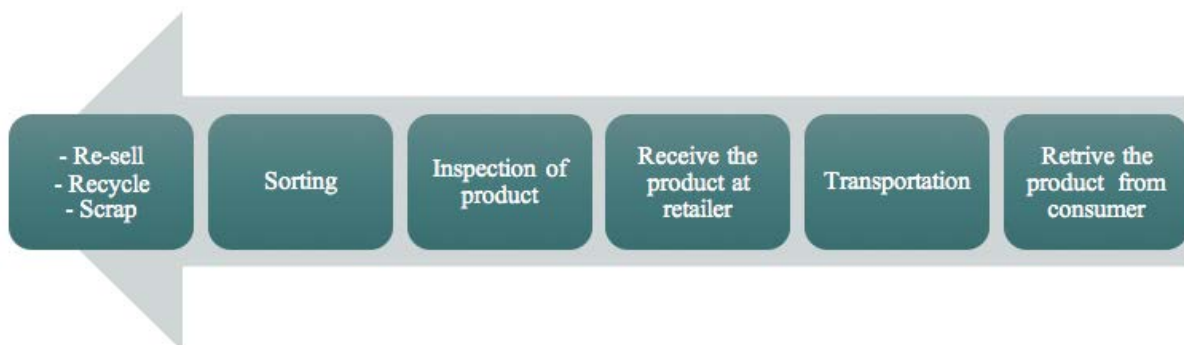 - Re-sell
- Recycle
- Scrap
Sorting
Inspection of
product
Receive the
product at
retailer
Transportation
Retrive the
product from
consumer